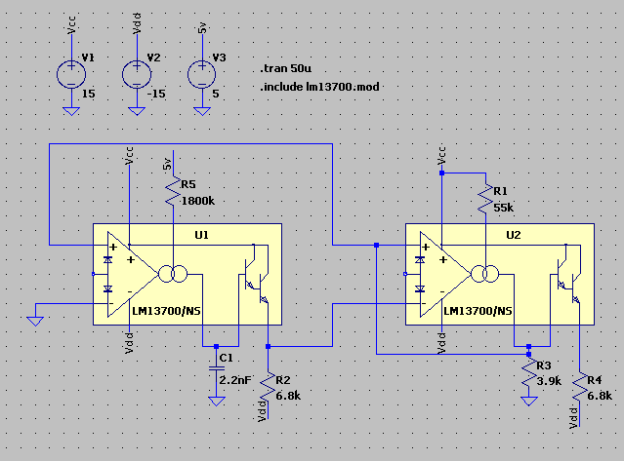 Vcc
Vdd
5v
V1
V2
V3
15
-15
5
.tran 50u
.include lm13700.mod
Vcc
5v
R5
1800k
Vcc
R1
55k
U1
U2
LM13700/NS
LM13700/NS
Vdd
C1
2.2nF
R2
6.8k
Vdd
Vdd
R3
3.9k
R4
6.8k
Vdd